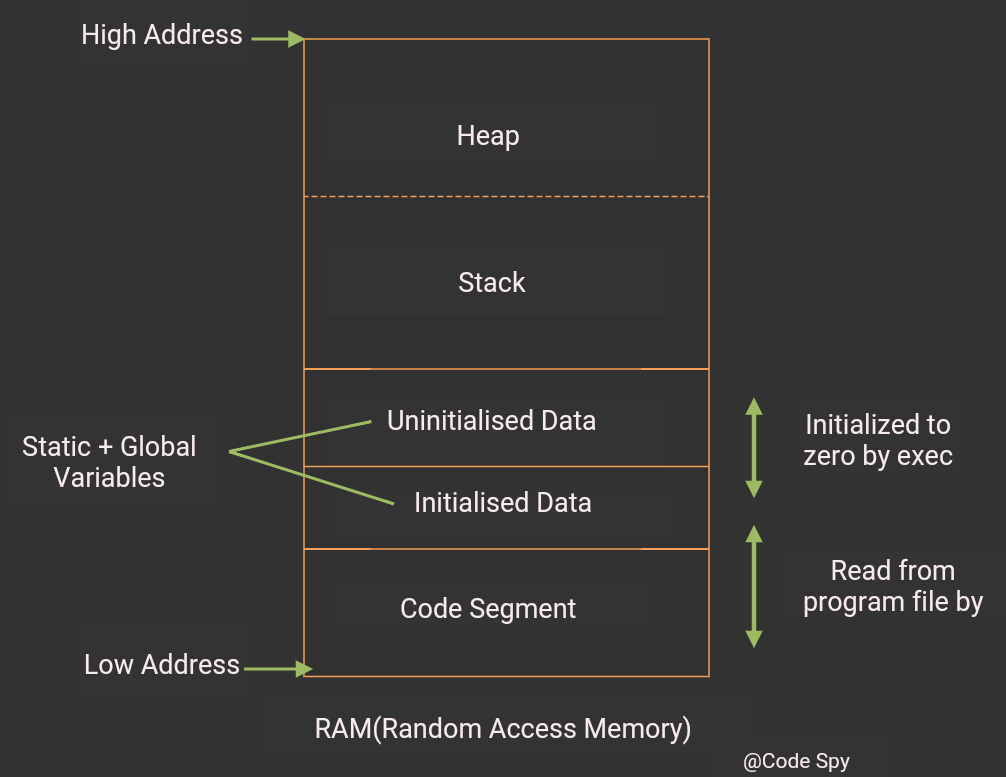 High Address
Heap
Stack
Uninitialised Data
Static + Global
Variables
Initialised Data
Initialized to
zero by exec
Code Segment
Read from
program file by
Low Address
RAM(Random Access Memory)
@Code Spy